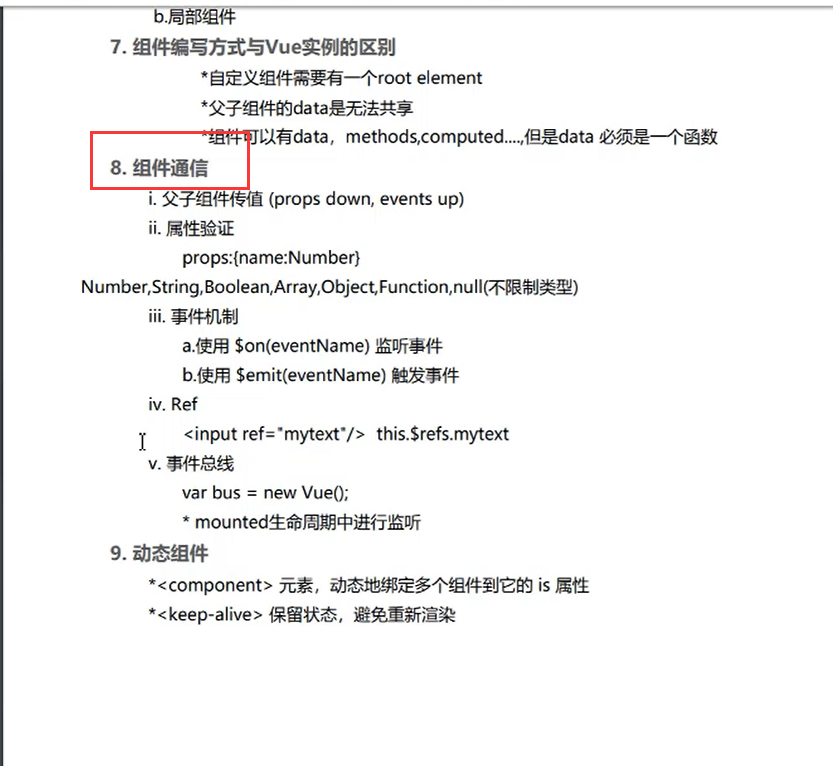 b.局部组件
7. 组件编写方式与Vue实例的区别
*自定义组件需要有一个root element
*父子组件的data是无法共享
*组件可以有data，methods,computed....,但是data 必须是一个函数
8. 组件通信
i. 父子组件传值 (props down, events up)
ii. 属性验证
props:{name:Number}
Number,String,Boolean,Array,Object,Function,null(不限制类型)
iii. 事件机制
a.使用 $on(eventName) 监听事件
b.使用 $emit(eventName) 触发事件
iv. Ref
<input ref="mytext"/>  this.$refs.mytext
v. 事件总线
var bus = new Vue();
* mounted生命周期中进行监听
9. 动态组件
*<component> 元素，动态地绑定多个组件到它的 is 属性
*<keep-alive> 保留状态，避免重新渲染